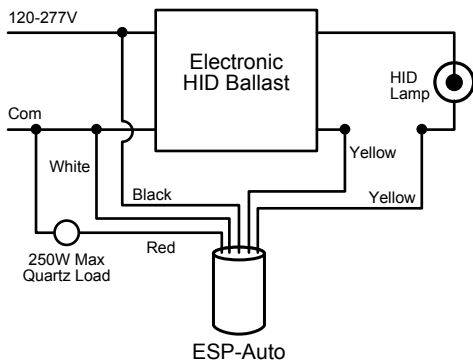 120-277V
Electronic
HID Ballast
HID
Lamp
Com
White
Yellow
Black
Yellow
Red
250W Max
Quartz Load
ESP-Auto